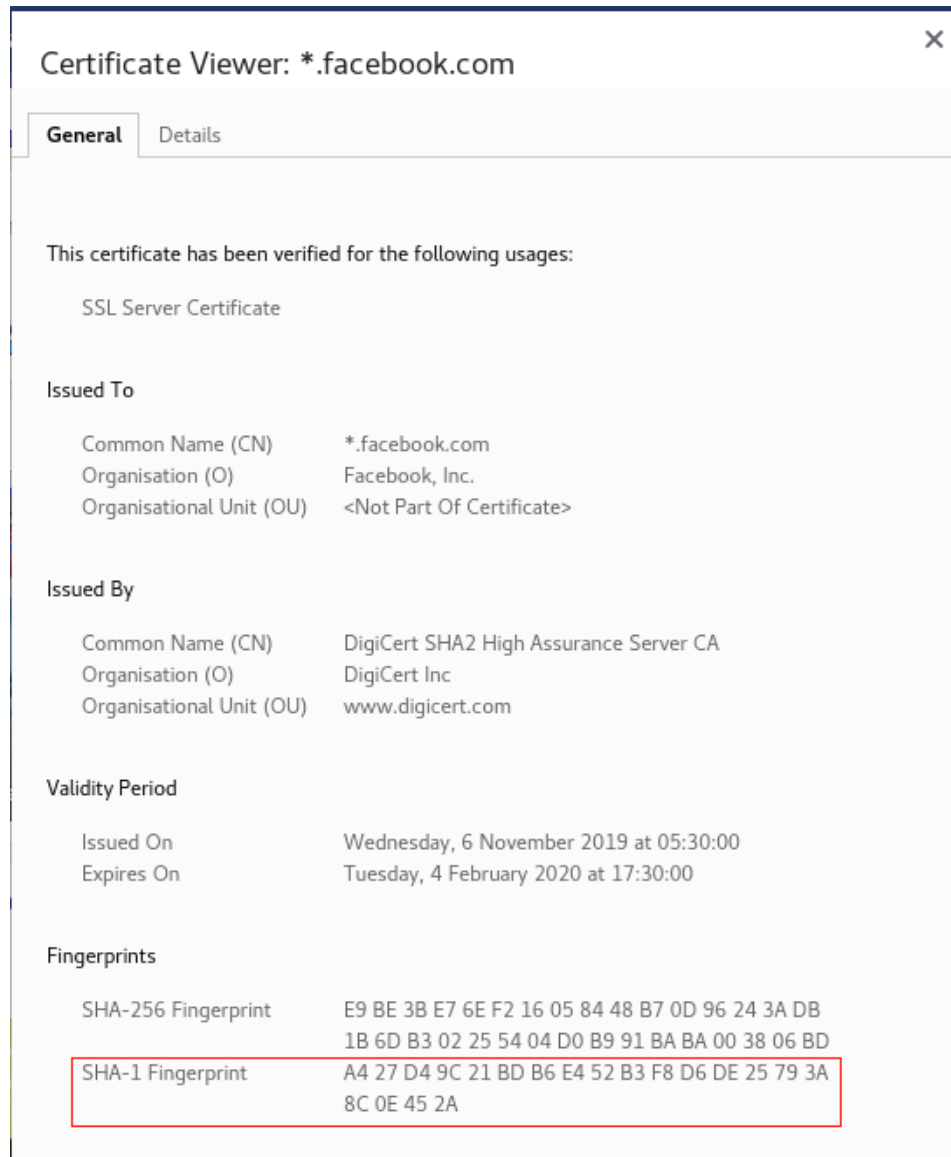 Certificate Viewer: *.facebook.com
General Details
This certificate has been verified for the following usages:
SSL Server Certificate
Issued To
Common Name (CN) *.facebook.com
Organisation (O) Facebook, Inc.
Organisational Unit (OU) <Not Part Of Certificate>
Issued By
Common Name (CN) DigiCert SHA2 High Assurance Server CA
Organisation (O) DigiCert Inc
Organisational Unit (OU) www.digicert.com
Validity Period
Issued On Wednesday, 6 November 2019 at 05:30:00
Expires On Tuesday, 4 February 2020 at 17:30:00
Fingerprints
SHA-256 Fingerprint E9 BE 3B E7 6E F2 16 05 84 48 B7 0D 96 24 3A DB
1B 6D B3 02 25 54 04 D0 B9 91 BA BA 00 38 06 BD
SHA-1 Fingerprint A4 27 D4 9C 21 BD B6 E4 52 B3 F8 D6 DE 25 79 3A
8C 0E 45 2A